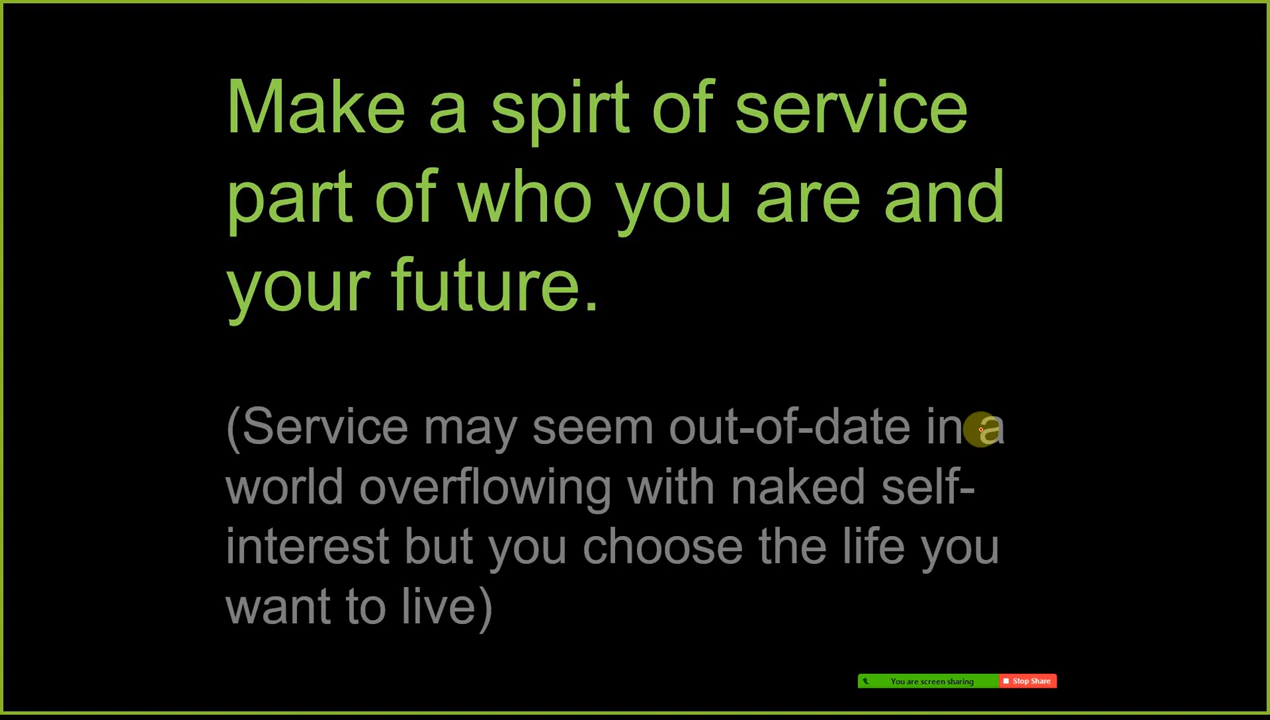 Make a spirt of service
part of who you are and
your future.
(Service may seem out-of-date in a
world overflowing with naked self-
interest but you choose the life you
want to live)
You are screen sharing Stop Share